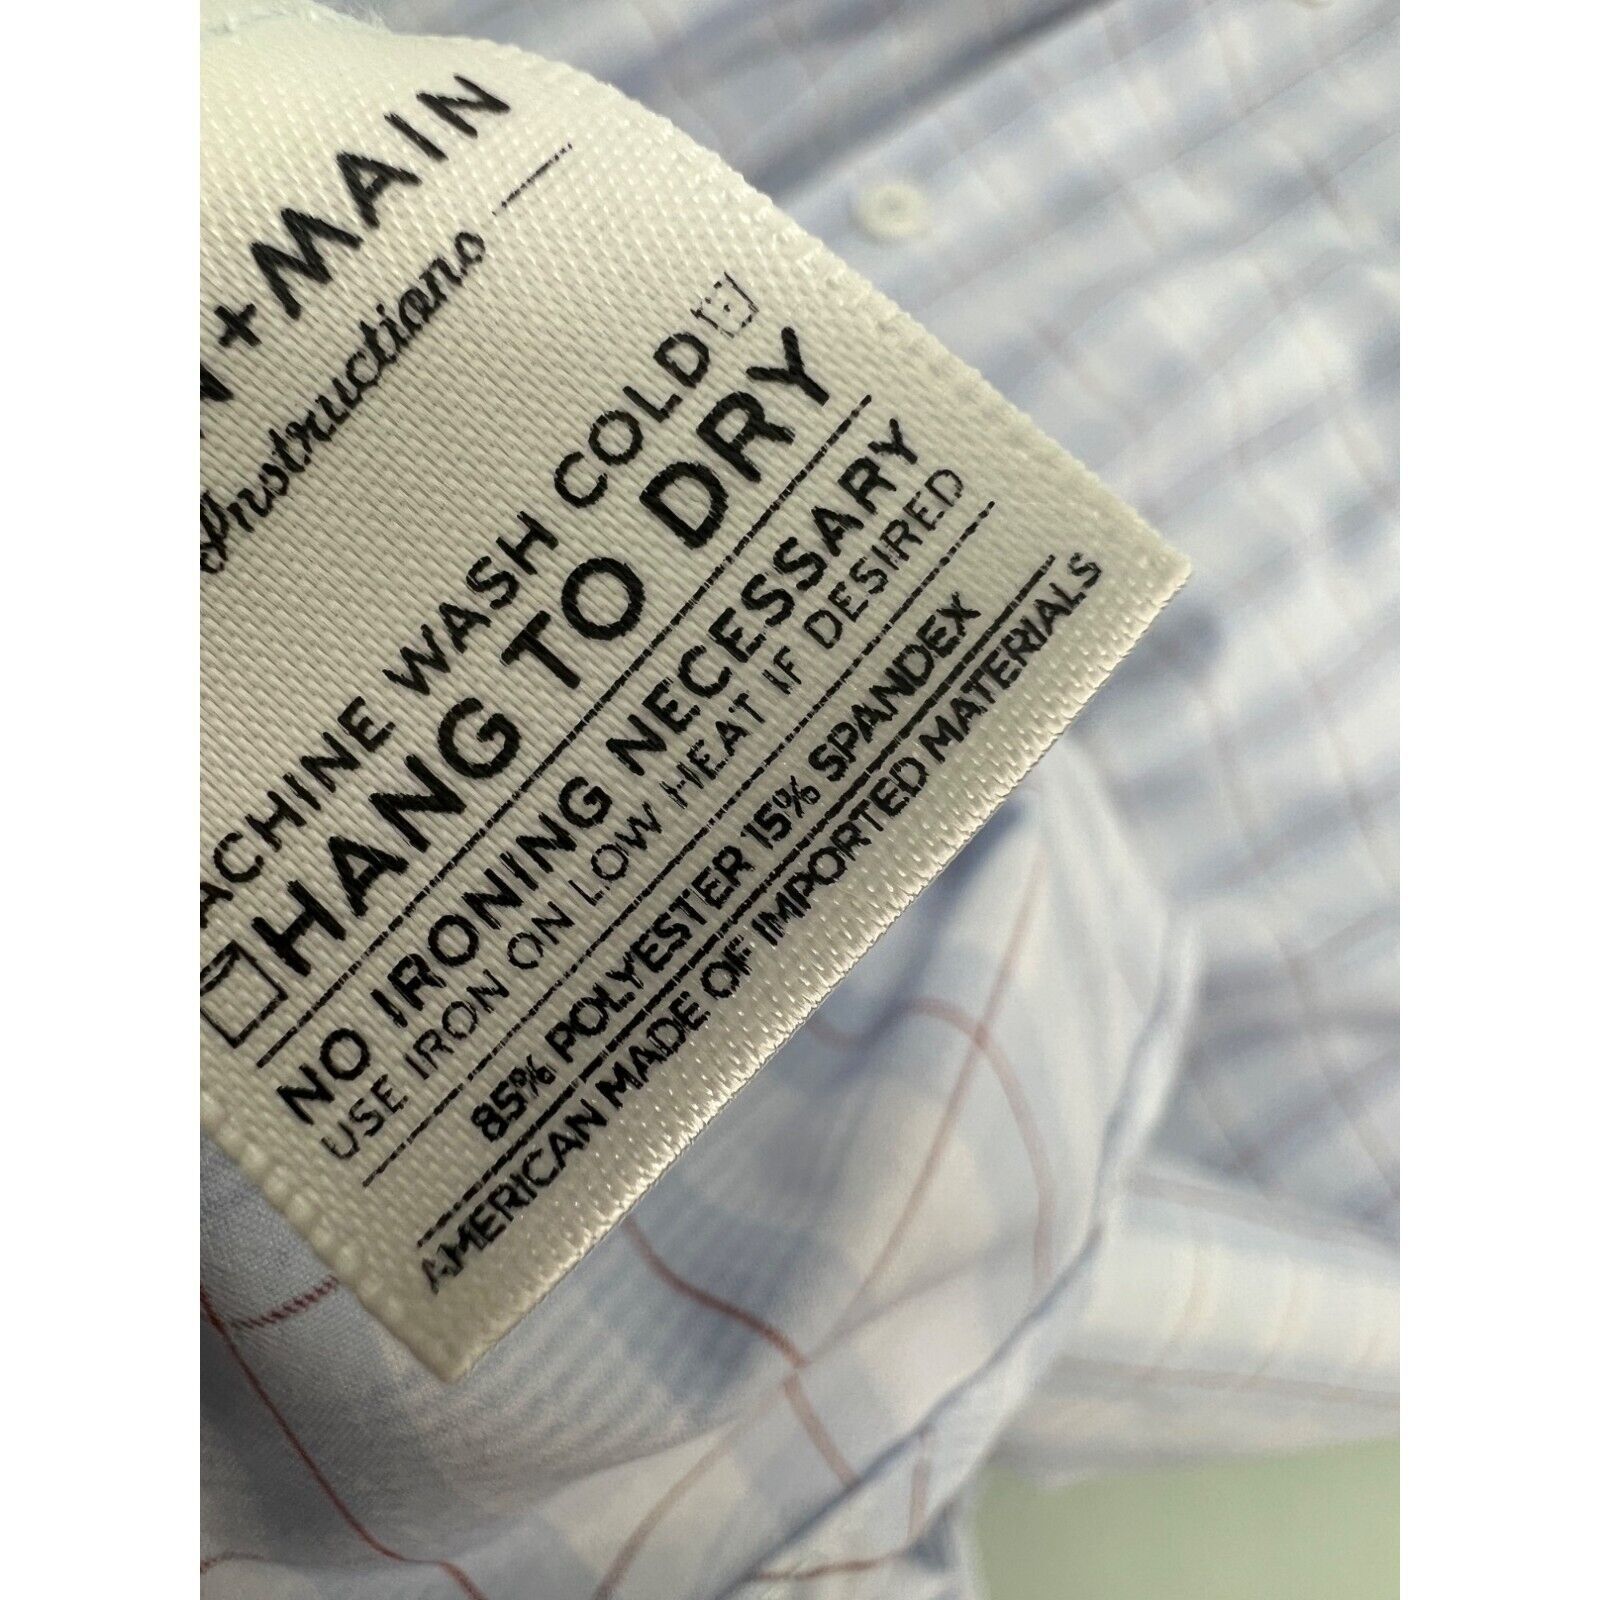 +MAIN
Instructions
ACHINE WASH COLD
HANG TO DRY
NO IRONING NECESSARY
USE IRON ON LOW HEAT IF DESIRED
85% POLYESTER 15% SPANDEX
AMERICAN MADE OF IMPORTED MATERIALS